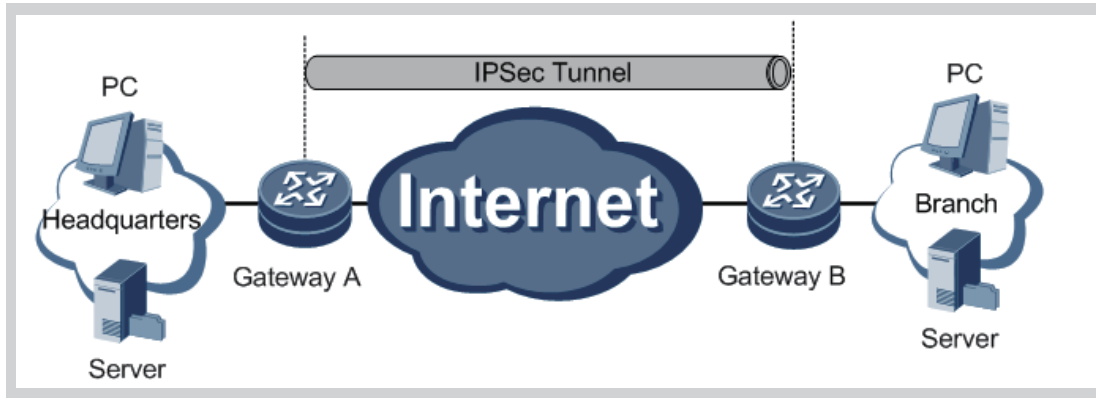 IPSec Tunnel
PC
PC
Headquarters
Internet
Branch
Gateway A
Gateway B
Server
Server